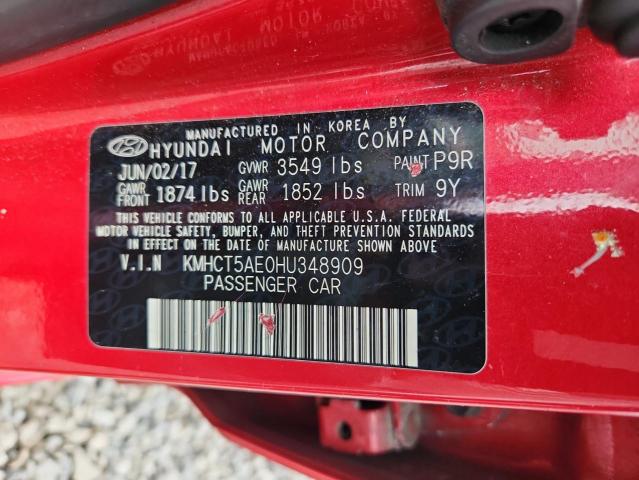 MANUFACTURED IN KOREA BY
HYUNDAI MOTOR COMPANY
JUN/02/17 GVWR 3549 lbs PAINT P9R
GAWR FRONT 1874 lbs GAWR REAR 1852 lbs TRIM 9Y
THIS VEHICLE CONFORMS TO ALL APPLICABLE U.S.A. FEDERAL
MOTOR VEHICLE SAFETY, BUMPER, AND THEFT PREVENTION STANDARDS
IN EFFECT ON THE DATE OF MANUFACTURE SHOWN ABOVE.
V.I.N KMHCT5AE0HU348909
PASSENGER CAR